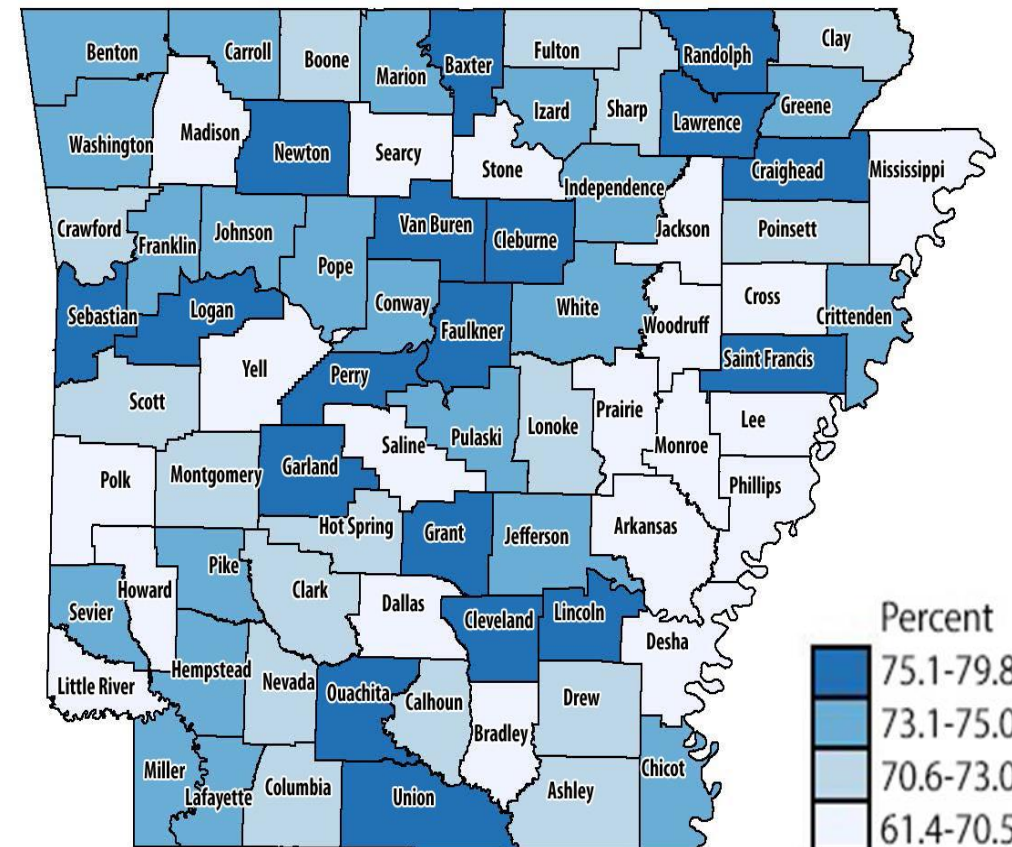 Benton
Carroll
Boone
Marion
Baxter
Fulton
Randolph
Clay
Izard
Sharp
Lawrence
Greene
Washington
Madison
Newton
Searcy
Stone
Independence
Craighead
Mississippi
Crawford
Franklin
Johnson
Pope
Van Buren
Cleburne
Jackson
Poinsett
Sebastian
Logan
Conway
Faulkner
White
Woodruff
Cross
Crittenden
Yell
Perry
Saint Francis
Scott
Saline
Pulaski
Lonoke
Prairie
Monroe
Lee
Polk
Montgomery
Garland
Phillips
Hot Spring
Grant
Jefferson
Arkansas
Pike
Howard
Sevier
Clark
Dallas
Cleveland
Lincoln
Desha
Little River
Hempstead
Nevada
Ouachita
Calhoun
Bradley
Drew
Miller
Lafayette
Columbia
Union
Ashley
Chicot
Percent
75.1-79.8
73.1-75.0
70.6-73.0
61.4-70.5